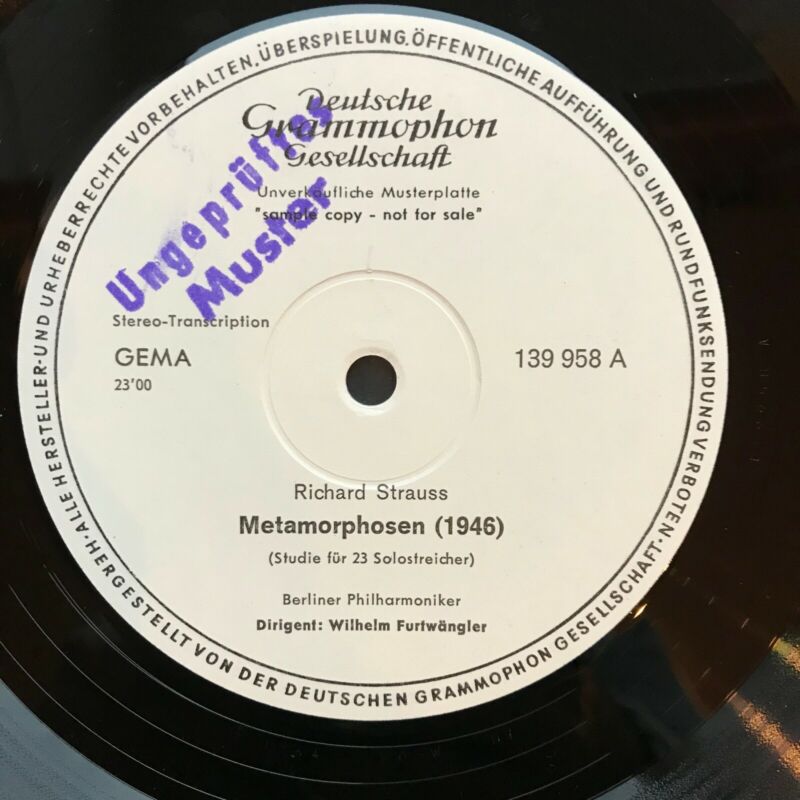 ·ALLE HERSTELLER-UND URHEBERRECHTE VORBEHALTEN. ÜBERSPIELUNG. ÖFFENTLICHE AUFFÜHRUNG UND RUNDFUNKSENDUNG VERBOTEN·
Deutsche
Grammophon
Gesellschaft
Unverkäufliche Musterplatte
"sample copy - not for sale"
Ungeprüftes
Muster
Stereo-Transcription
GEMA
139 958 A
23'00
Richard Strauss
Metamorphosen (1946)
(Studie für 23 Solostreicher)
Berliner Philharmoniker
Dirigent: Wilhelm Furtwängler
HERGESTELLT VON DER DEUTSCHEN GRAMMOPHON GESELLSCHAFT·LT·